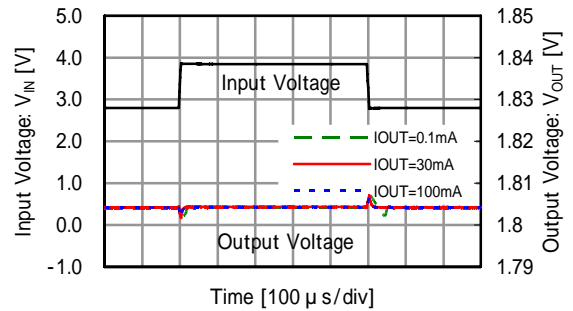 Input Voltage: VIN [V]
5.0
4.0
3.0
2.0
1.0
0.0
-1.0
Input Voltage
IOUT=0.1mA
IOUT=30mA
IOUT=100mA
Output Voltage
1.85
1.84
1.83
1.82
1.81
1.80
1.79
Output Voltage: VOUT [V]
Time [100 μ s/div]